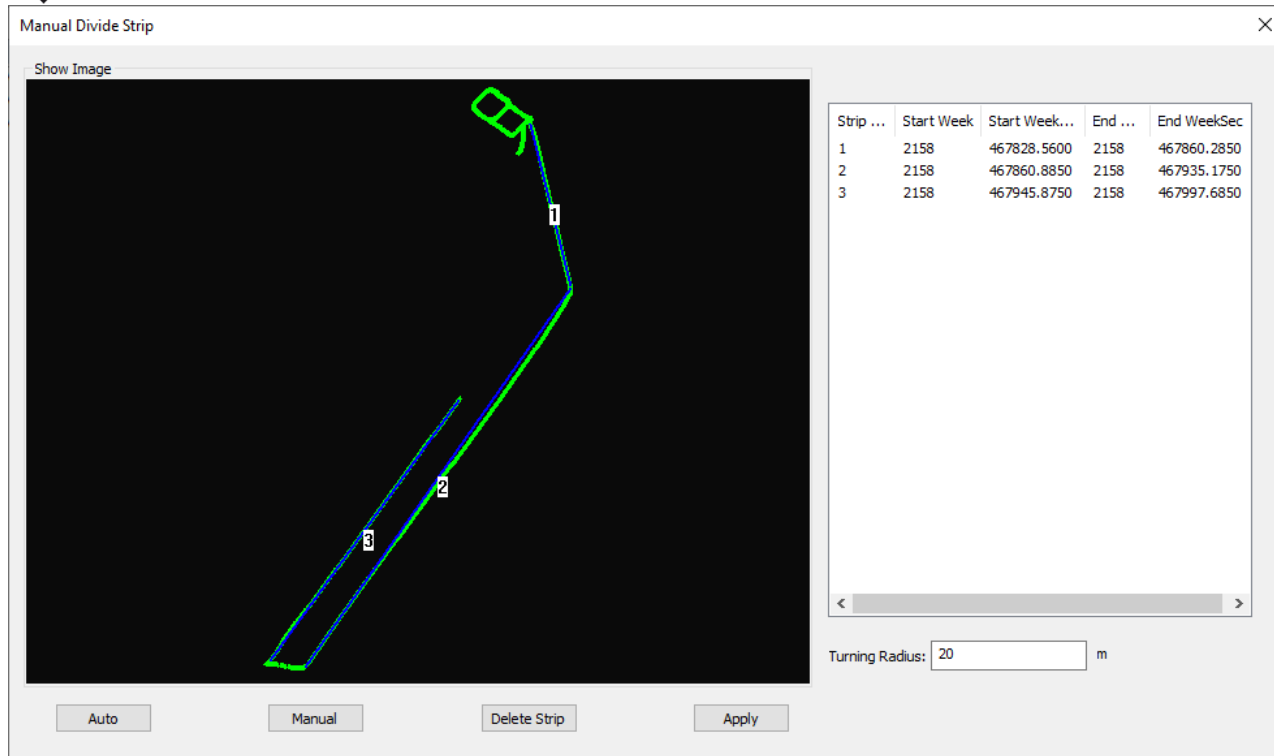 Manual Divide Strip
Show Image
Strip ... Start Week Start Week... End ... End WeekSec
1 2158 467828.5600 2158 467860.2850
2 2158 467860.8850 2158 467935.1750
3 2158 467945.8750 2158 467997.6850
1
2
3
Turning Radius: 20 m
Auto Manual Delete Strip Apply